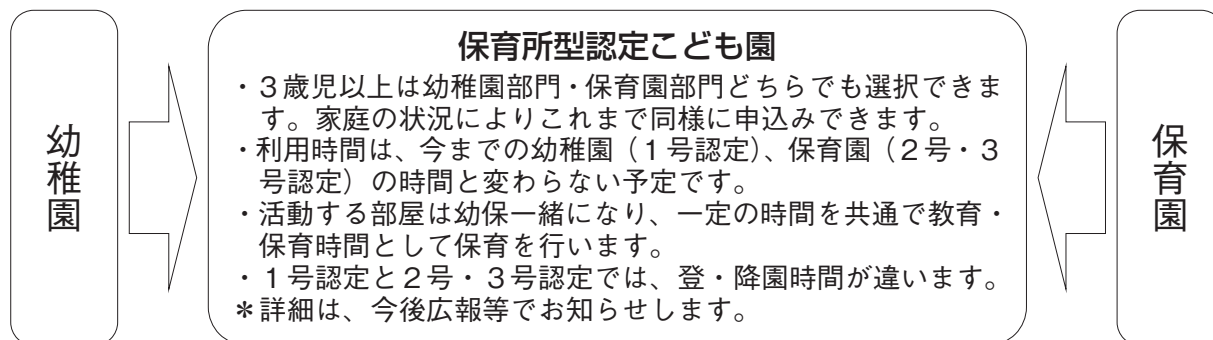 幼稚園
保育所型認定こども園
・３歳児以上は幼稚園部門・保育園部門どちらでも選択できま
す。家庭の状況によりこれまで同様に申込みできます。
・利用時間は、今までの幼稚園（１号認定）、保育園（２号・３
号認定）の時間と変わらない予定です。
・活動する部屋は幼保一緒になり、一定の時間を共通で教育・
保育時間として保育を行います。
・１号認定と２号・３号認定では、登・降園時間が違います。
＊詳細は、今後広報等でお知らせします。
保育園